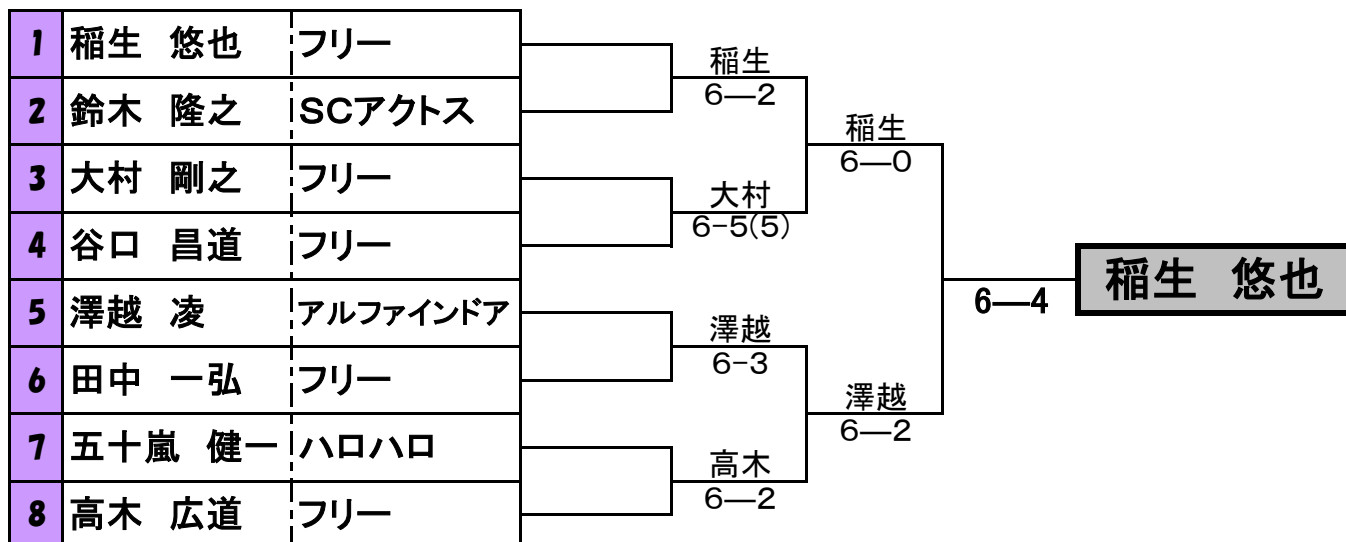 1 稲生 悠也 フリー
2 鈴木 隆之 SCアクトス
3 大村 剛之 フリー
4 谷口 昌道 フリー
5 澤越 凌 アルファインドア
6 田中 一弘 フリー
7 五十嵐 健一 ハロハロ
8 高木 広道 フリー
稲生
6―2
大村
6-5(5)
澤越
6-3
高木
6―2
稲生
6―0
澤越
6―2
6―4
稲生 悠也